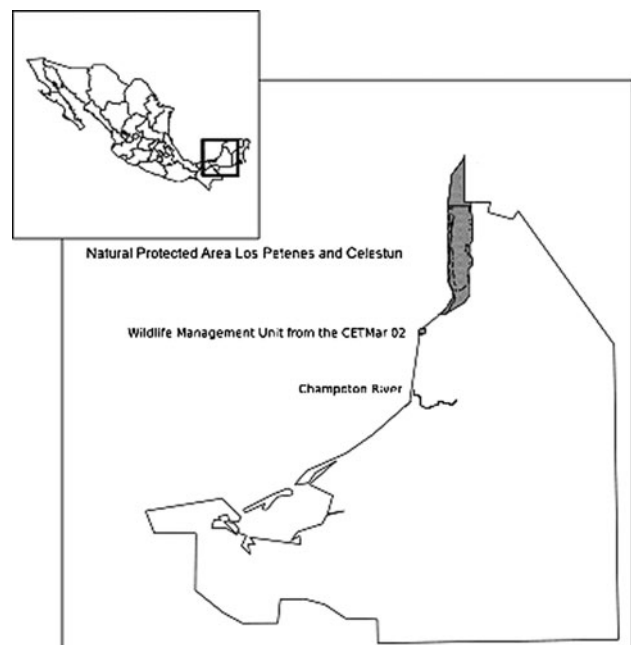 Natural Protected Area Los Petenes and Celestun
Wildlife Management Unit from the CETMar 02
Champoton River